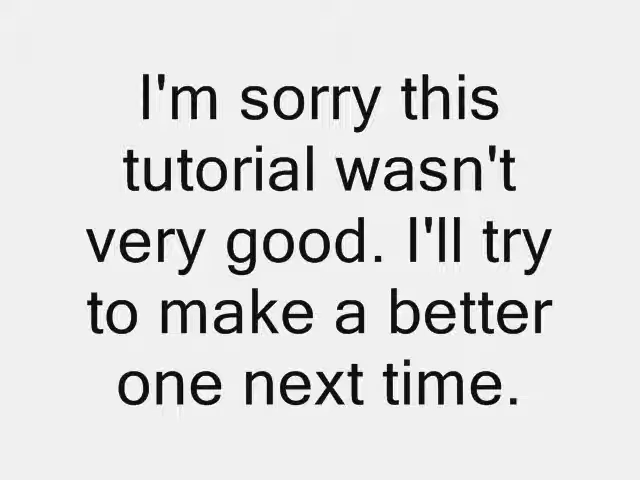 I'm sorry this
tutorial wasn't
very good. I'll try
to make a better
one next time.